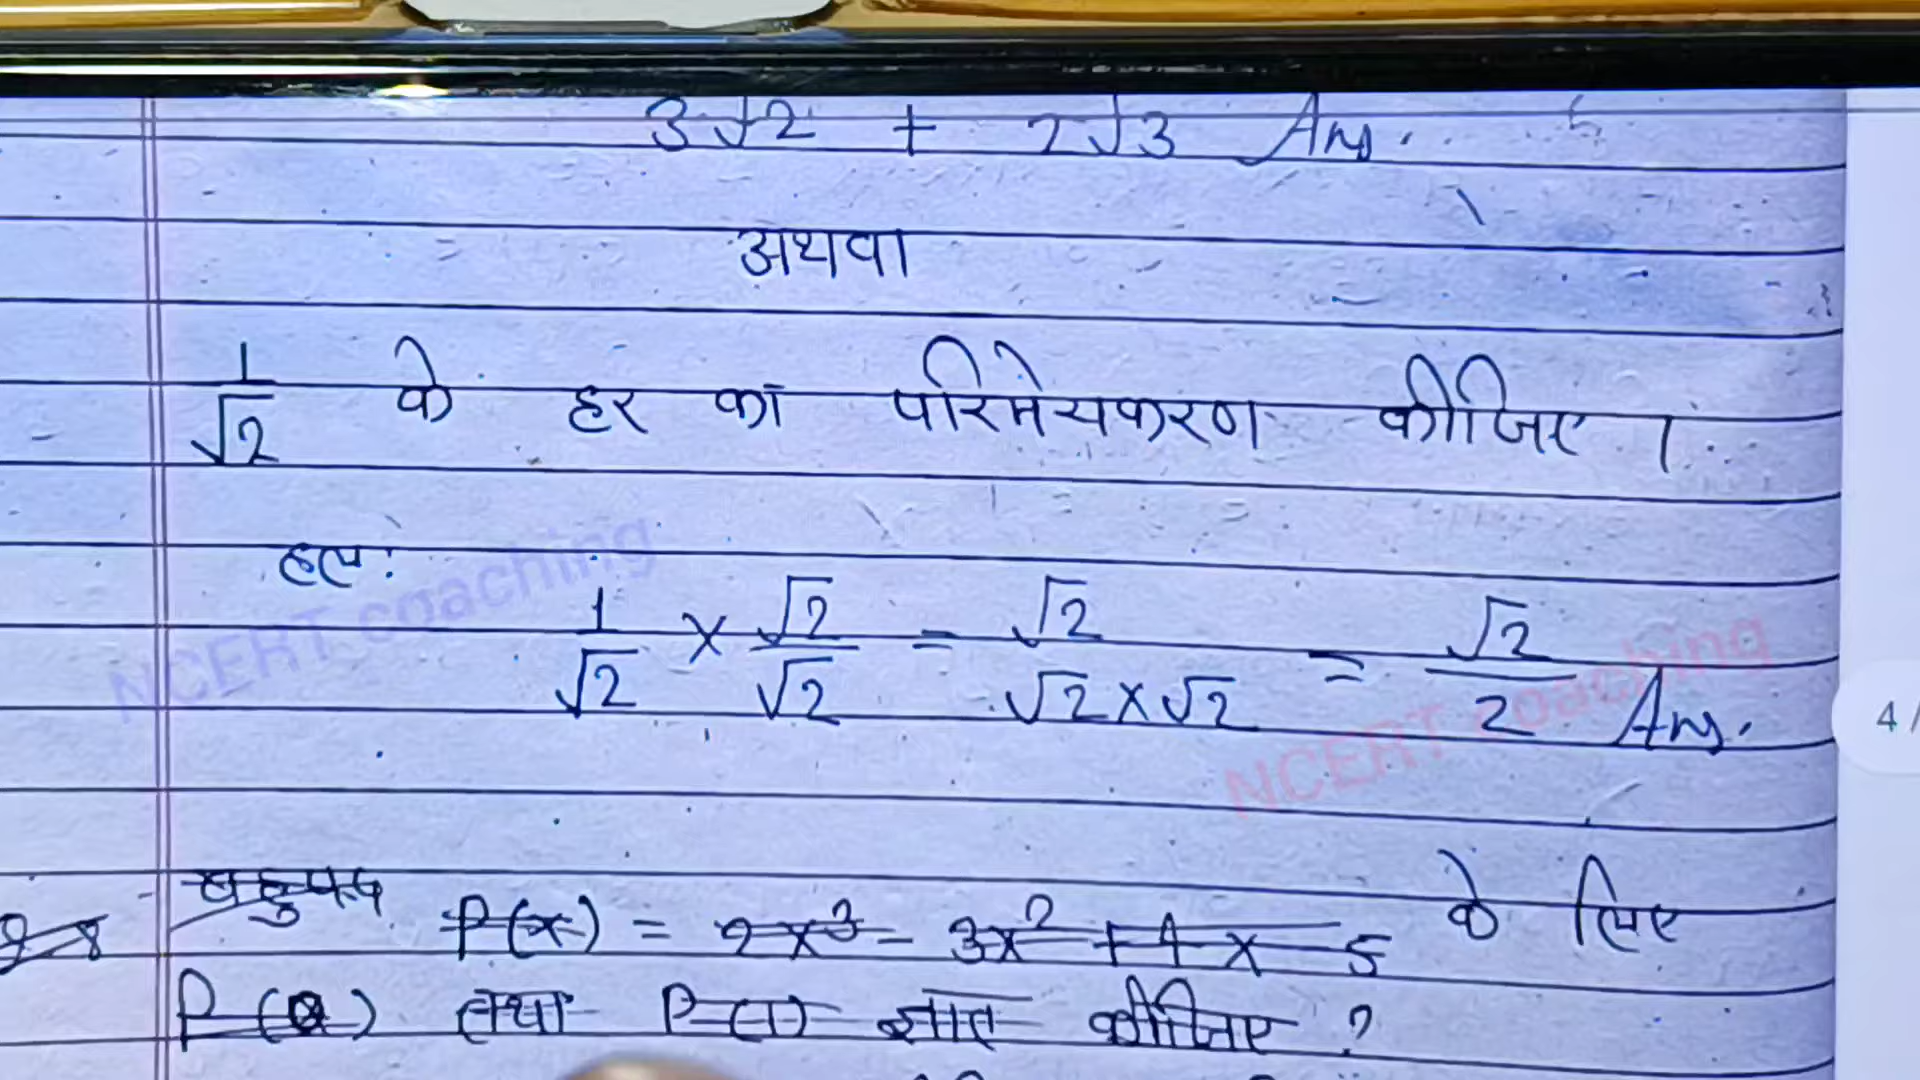 3√2 + 2√3 Ans.
अथवा
1/√2 के हर का परिमेयकरण कीजिए।
हल:
1/√2 × √2/√2 = √2/√2×√2 = √2/2 Ans.
NCERT coaching
NCERT coaching
4/
बहुपद P(x) = 2x³ - 3x² + 4x - 5 के लिए
P(0) तथा P(1) ज्ञात कीजिए ?